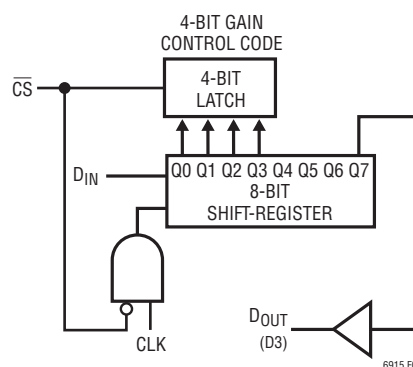 4-BIT GAIN
CONTROL CODE
CS
4-BIT
LATCH
DIN
Q0 Q1 Q2 Q3 Q4 Q5 Q6 Q7
8-BIT
SHIFT-REGISTER
CLK
DOUT
(D3)